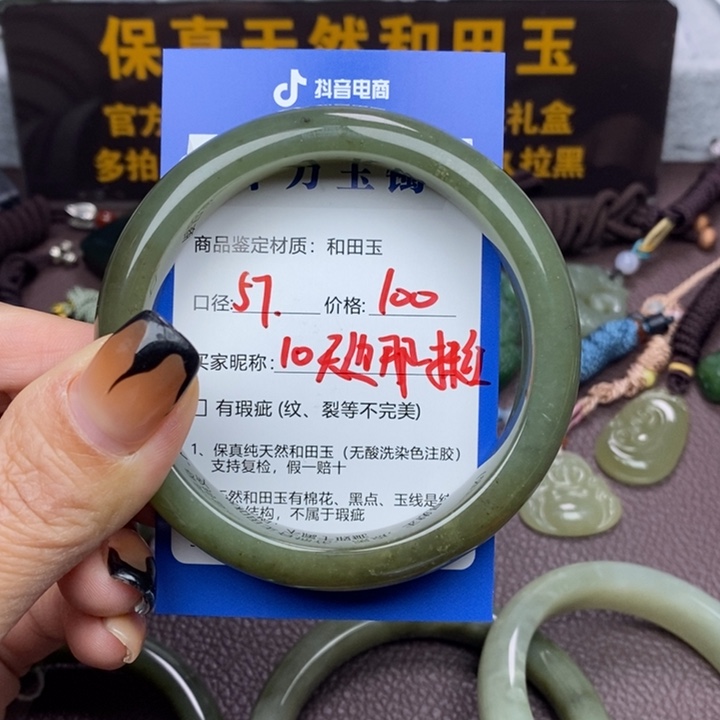 保真天然和田玉
官方
礼盒
多拍
拉黑
抖音电商
万玉镯
商品鉴定材质：和田玉
口径:57. 价格:100
买家昵称:10天
有瑕疵 (纹、裂等不完美)
1、保真纯天然和田玉（无酸洗染色注胶）
支持复检，假一赔十
然和田玉有棉花、黑点、玉线是
结构，不属于瑕疵